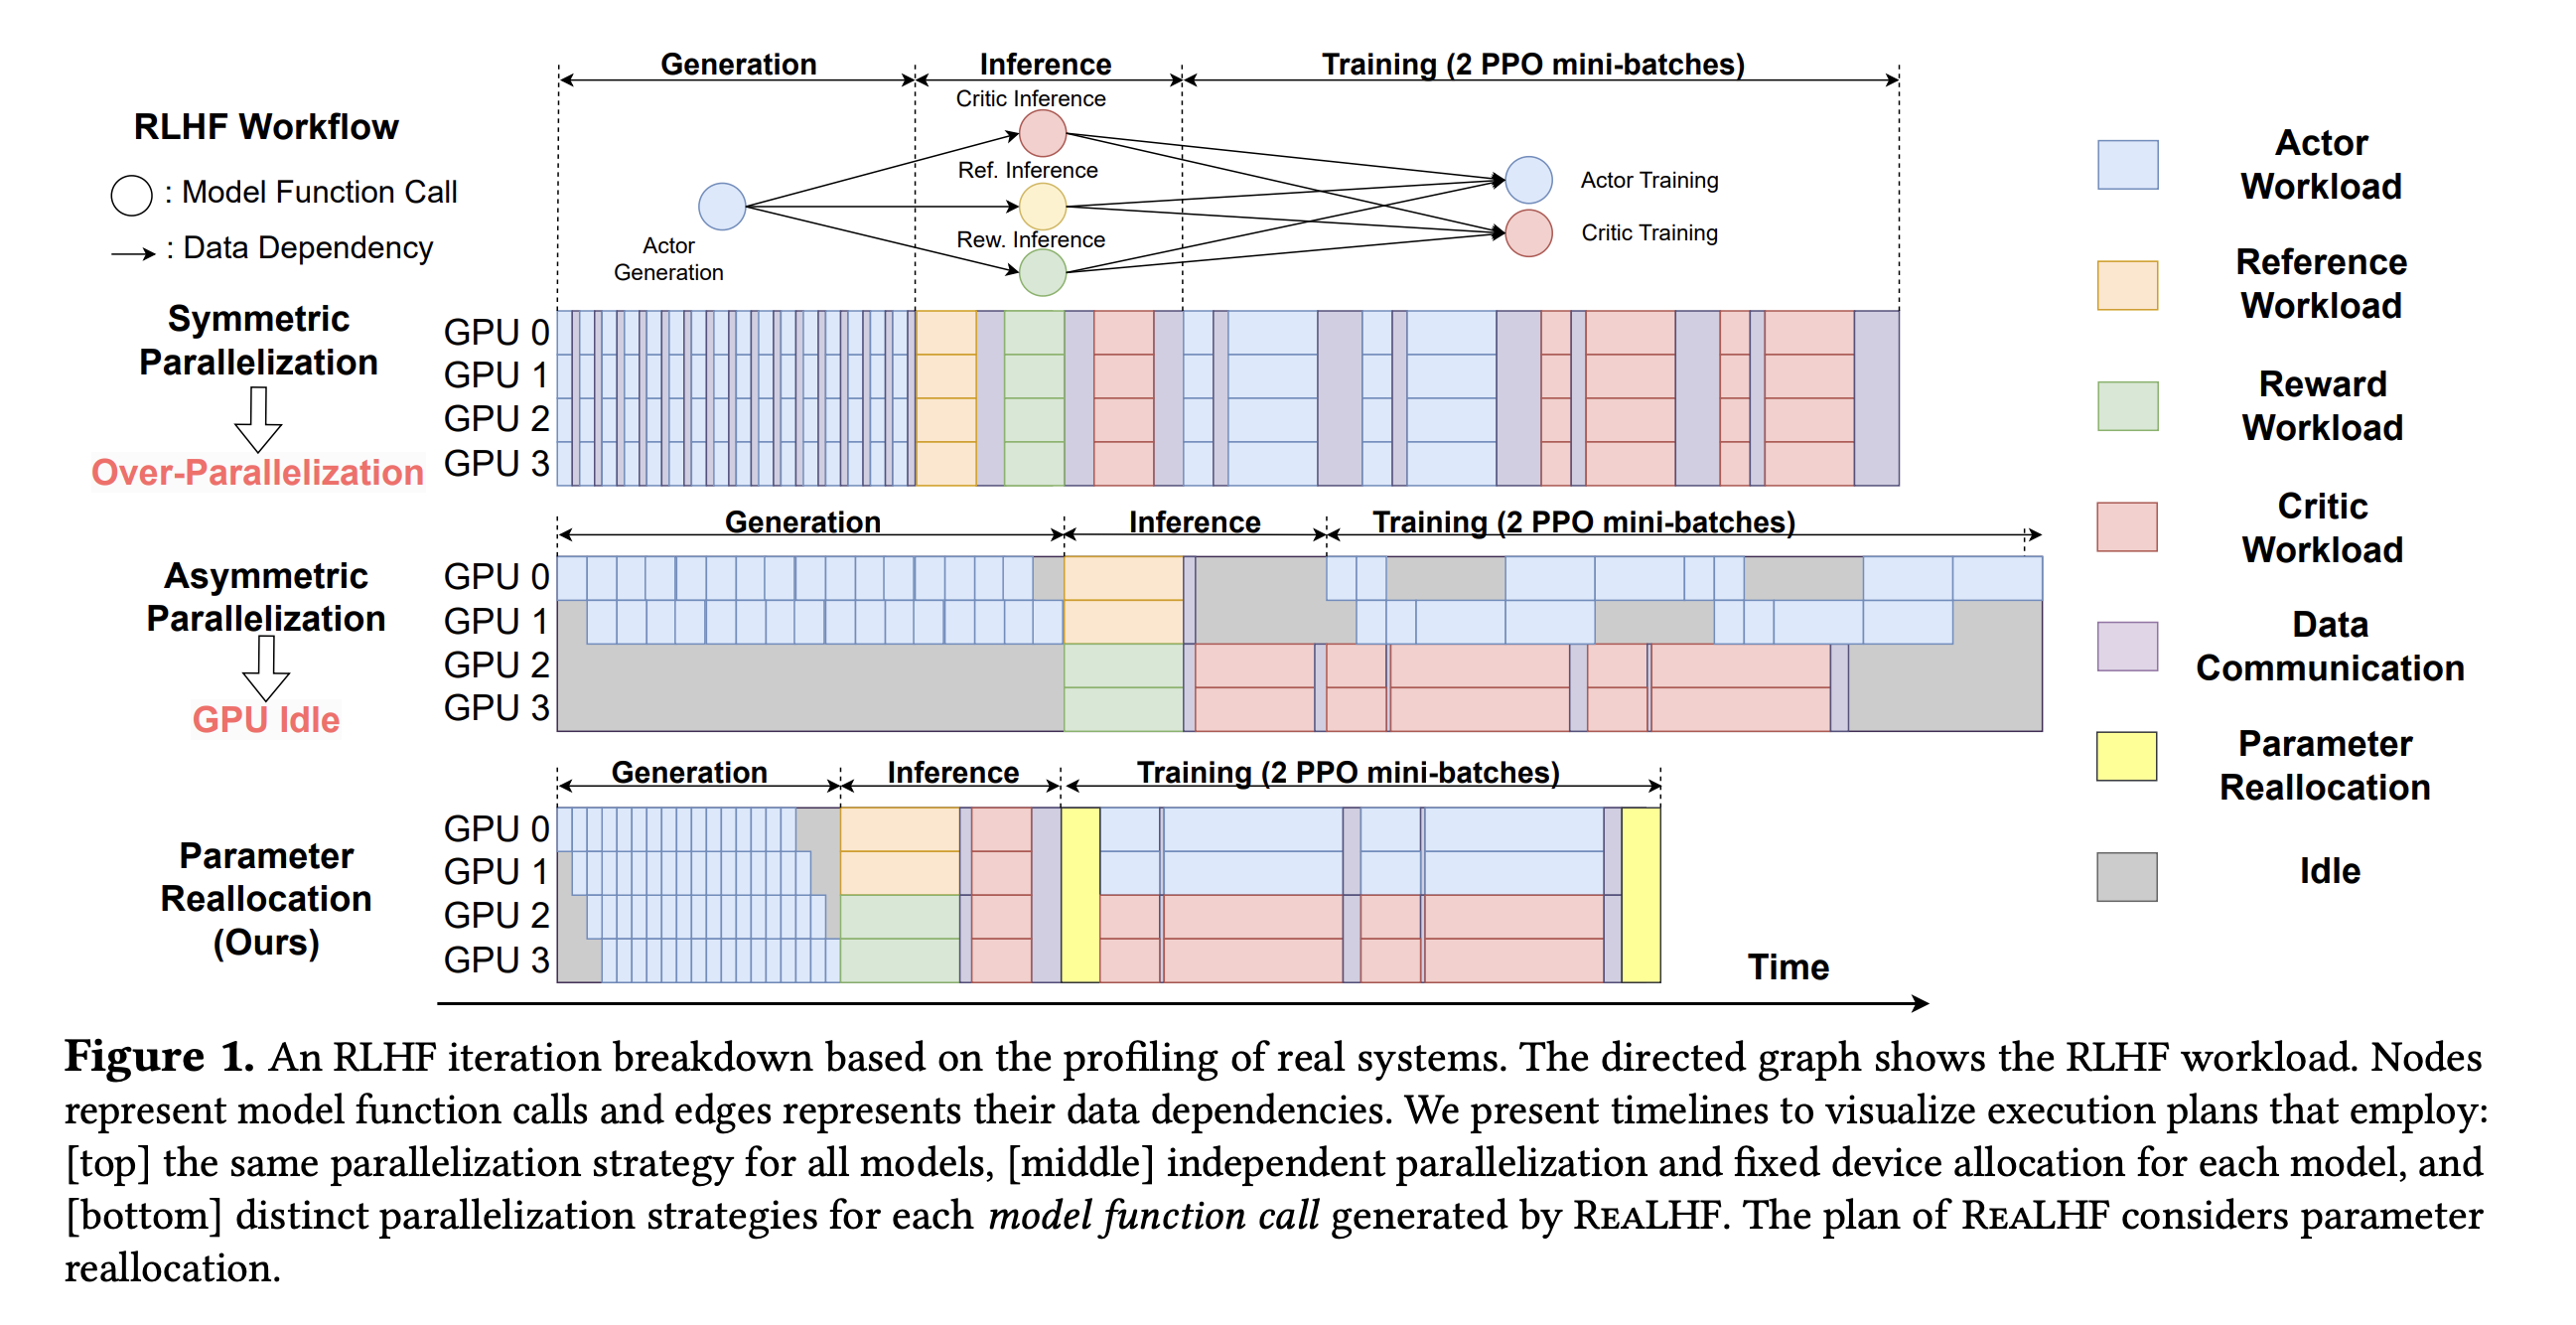 Generation
Inference
Training (2 PPO mini-batches)
RLHF Workflow
: Model Function Call
: Data Dependency
Critic Inference
Ref. Inference
Rew. Inference
Actor
Generation
Actor Training
Critic Training
Symmetric
Parallelization
Over-Parallelization
GPU 0
GPU 1
GPU 2
GPU 3
Generation
Inference
Training (2 PPO mini-batches)
Asymmetric
Parallelization
GPU Idle
GPU 0
GPU 1
GPU 2
GPU 3
Generation
Inference
Training (2 PPO mini-batches)
Parameter
Reallocation
(Ours)
GPU 0
GPU 1
GPU 2
GPU 3
Time
Actor
Workload
Reference
Workload
Reward
Workload
Critic
Workload
Data
Communication
Parameter
Reallocation
Idle
Figure 1. An RLHF iteration breakdown based on the profiling of real systems. The directed graph shows the RLHF workload. Nodes
represent model function calls and edges represents their data dependencies. We present timelines to visualize execution plans that employ:
[top] the same parallelization strategy for all models, [middle] independent parallelization and fixed device allocation for each model, and
[bottom] distinct parallelization strategies for each model function call generated by ReaLHF. The plan of ReaLHF considers parameter
reallocation.